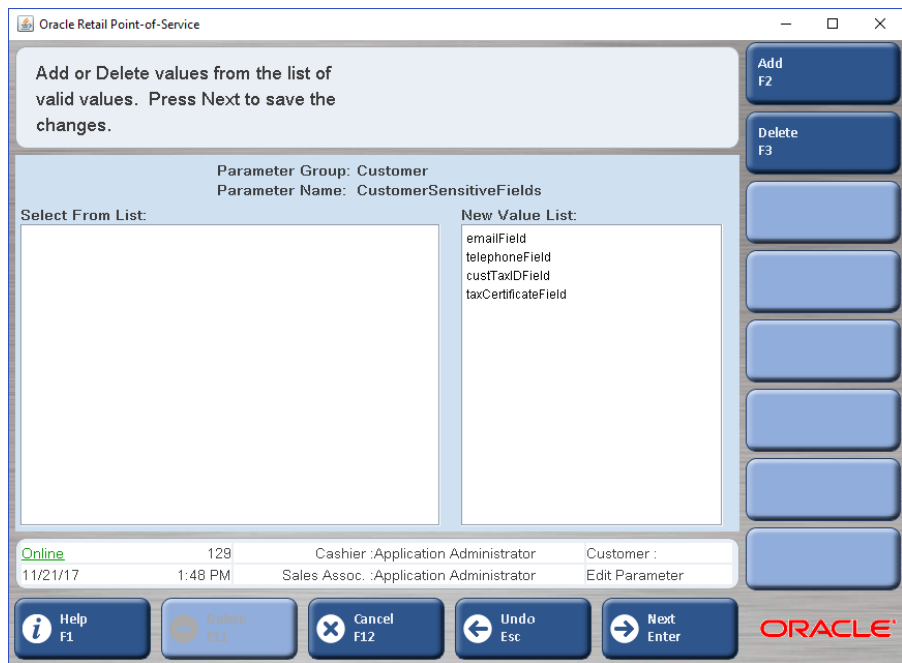 Oracle Retail Point-of-Service
Add or Delete values from the list of
valid values. Press Next to save the
changes.
Add
F2
Delete
F3
Parameter Group: Customer
Parameter Name: CustomerSensitiveFields
Select From List:
New Value List:
emailField
telephoneField
custTaxIDField
taxCertificateField
Online 129 Cashier :Application Administrator Customer :
11/21/17 1:48 PM Sales Assoc. :Application Administrator Edit Parameter
Help
F1
Cancel
F12
Undo
Esc
Next
Enter
ORACLE